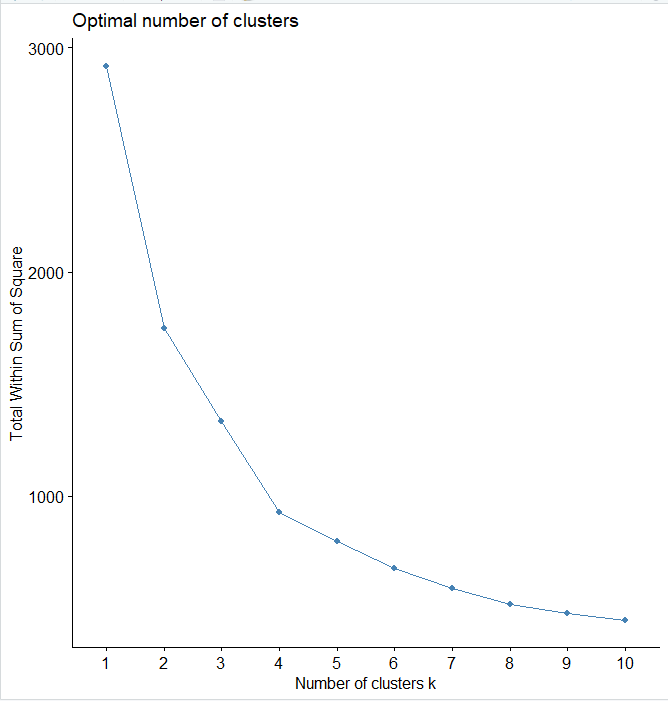 Optimal number of clusters
3000
2000
1000
Total Within Sum of Square
1 2 3 4 5 6 7 8 9 10
Number of clusters k